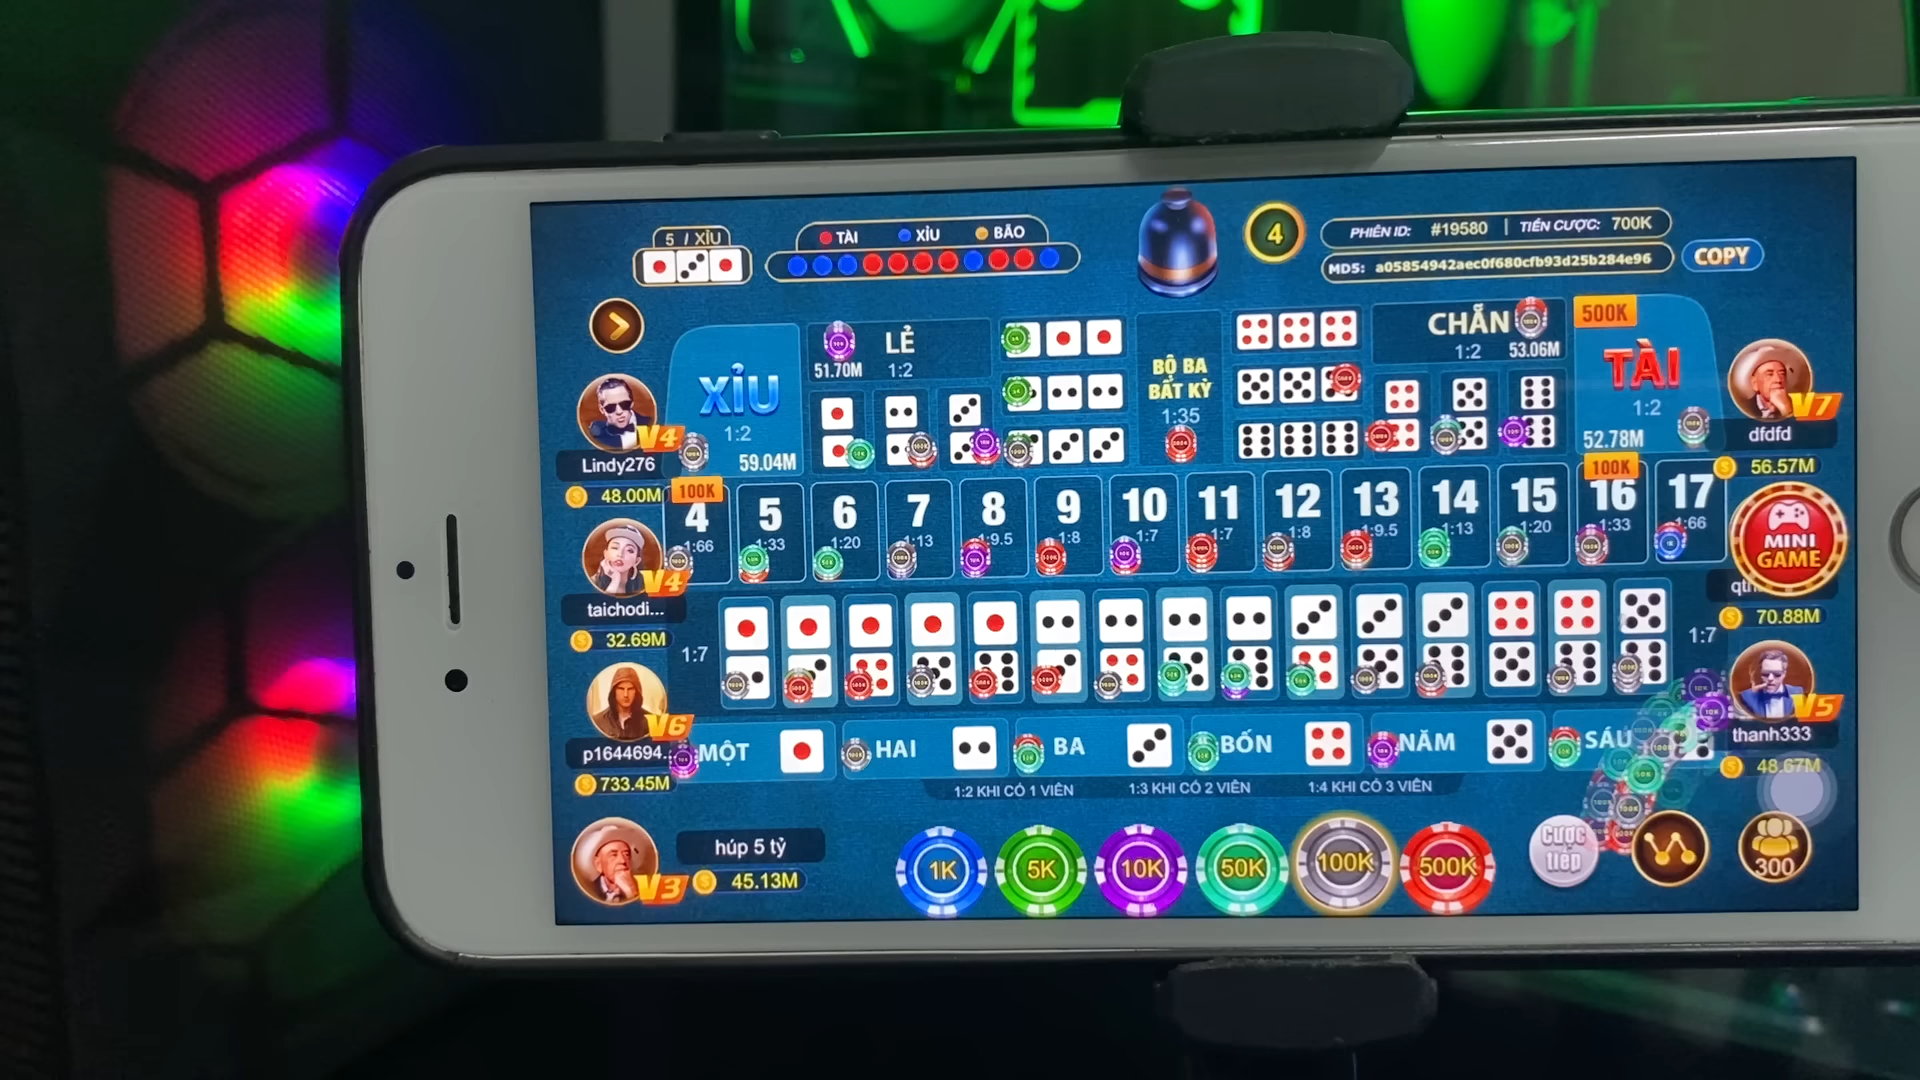 5 / XỈU
TÀI XỈU BÃO
4
PHIÊN ID: #19580 | TIỀN CƯỢC: 700K
MD5: a05854942aec0f680cfb93d25b284e96
COPY
XỈU
1:2
59.04M
LẺ
51.70M 1:2
BỘ BA
BẤT KỲ
1:35
CHẴN
1:2 53.06M
500K
TÀI
1:2
52.78M
V4
Lindy276
48.00M
V7
dfdfd
56.57M
100K
100K
4 5 6 7 8 9 10 11 12 13 14 15 16 17
1:66 1:33 1:20 1:13 1:9.5 1:8 1:7 1:7 1:8 1:9.5 1:13 1:20 1:33 1:66
MINI
GAME
V4
taichodi...
32.69M
70.88M
1:7
1:7
V6
p1644694...
733.45M
V5
thanh333
48.67M
MỘT HAI BA BỐN NĂM SÁU
1:2 KHI CÓ 1 VIÊN 1:3 KHI CÓ 2 VIÊN 1:4 KHI CÓ 3 VIÊN
V3
húp 5 tỷ
45.13M
1K 5K 10K 50K 100K 500K
Cược
tiếp
300